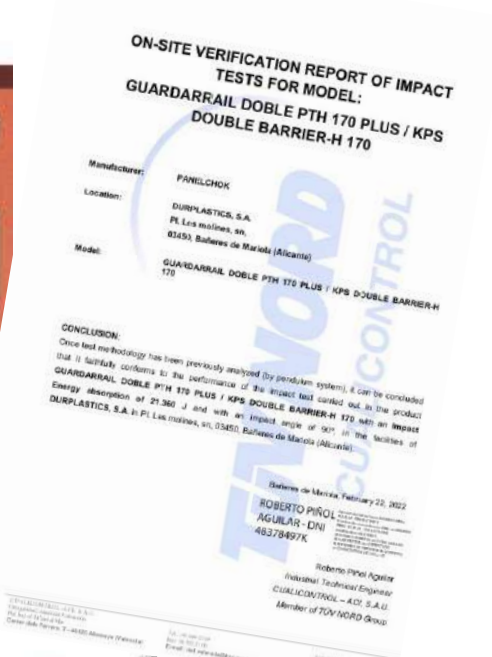 ON-SITE VERIFICATION REPORT OF IMPACT
TESTS FOR MODEL:
GUARDARRAIL DOBLE PTH 170 PLUS / KPS
DOUBLE BARRIER-H 170
Manufacturer:
PANELCHOK
Location:
DURPLASTICS, S.A.
PI. Les molines, sn,
03450, Bañeres de Mariola (Alicante)
Model:
GUARDARRAIL DOBLE PTH 170 PLUS / KPS DOUBLE BARRIER-H
170
CONCLUSION:
Once test methodology has been previously analyzed (by pendulum system), it can be concluded
that it faithfully conforms to the performance of the impact test carried out in the product
GUARDARRAIL DOBLE PTH 170 PLUS / KPS DOUBLE BARRIER-H 170 with an impact
Energy absorption of 21.360 J and with an impact angle of 90º, in the facilities of
DURPLASTICS, S.A. in PI. Les molines, sn, 03450, Bañeres de Mariola (Alicante).
TÜV NORD
CUALICONTROL
Bañeres de Mariola, February 22, 2022
ROBERTO PIÑOL
AGUILAR - DNI
48378497K
Roberto Piñol Aguilar
Industrial Technical Engineer
CUALICONTROL – ACI, S.A.U.
Member of TÜV NORD Group